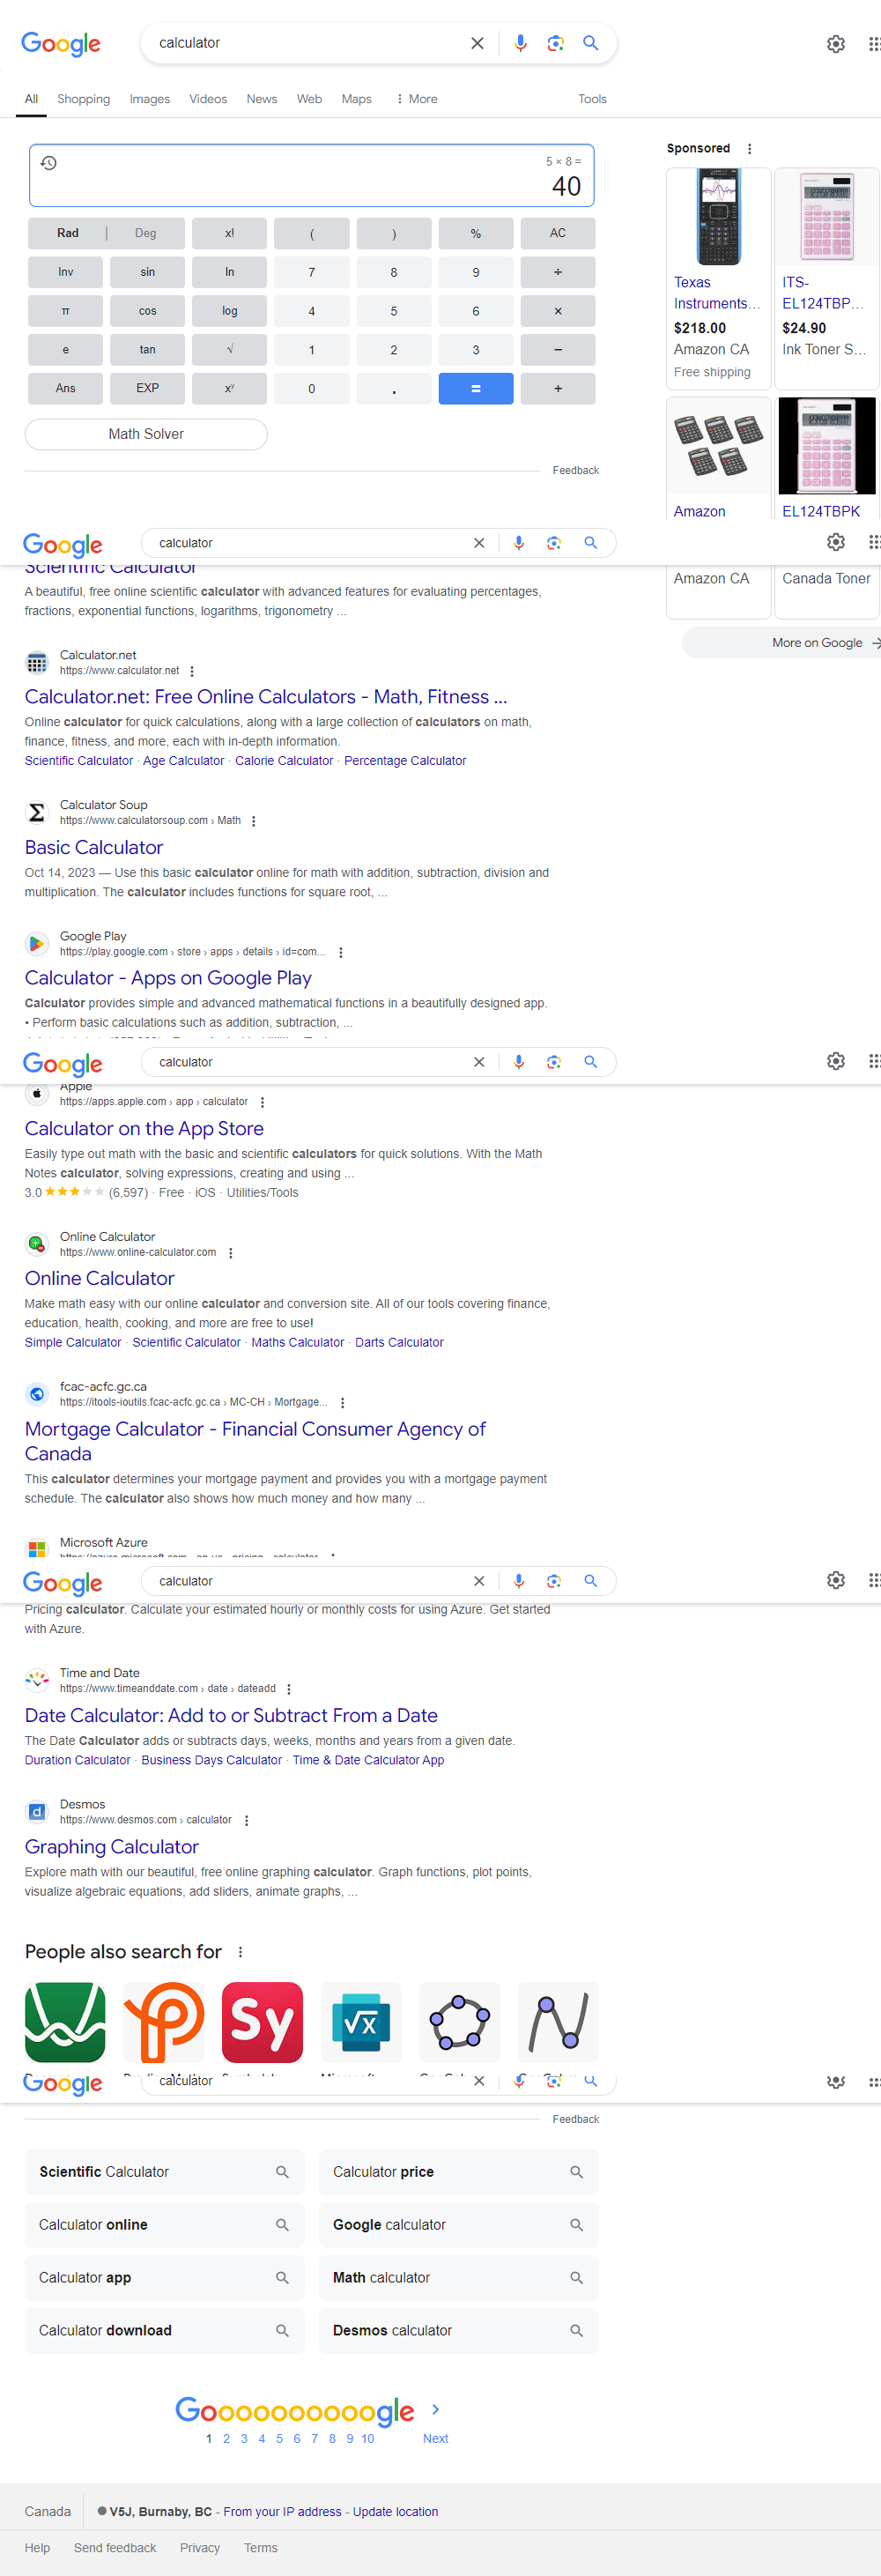 Google
calculator
All Shopping Images Videos News Web Maps More Tools
5 × 8 =
40
Rad | Deg x! ( ) % AC
Inv sin ln 7 8 9 ÷
π cos log 4 5 6 ×
e tan √ 1 2 3 −
Ans EXP xʸ 0 . = +
Math Solver
Feedback
Sponsored
Texas
Instruments...
$218.00
Amazon CA
Free shipping
ITS-
EL124TBP...
$24.90
Ink Toner S...
Amazon
EL124TBPK
Google
calculator
Scientific Calculator
A beautiful, free online scientific calculator with advanced features for evaluating percentages,
fractions, exponential functions, logarithms, trigonometry ...
Amazon CA
Canada Toner
More on Google
Calculator.net
https://www.calculator.net
Calculator.net: Free Online Calculators - Math, Fitness ...
Online calculator for quick calculations, along with a large collection of calculators on math,
finance, fitness, and more, each with in-depth information.
Scientific Calculator · Age Calculator · Calorie Calculator · Percentage Calculator
Calculator Soup
https://www.calculatorsoup.com › Math
Basic Calculator
Oct 14, 2023 — Use this basic calculator online for math with addition, subtraction, division and
multiplication. The calculator includes functions for square root, ...
Google Play
https://play.google.com › store › apps › details › id=com...
Calculator - Apps on Google Play
Calculator provides simple and advanced mathematical functions in a beautifully designed app.
• Perform basic calculations such as addition, subtraction, ...
Google
calculator
Apple
https://apps.apple.com › app › calculator
Calculator on the App Store
Easily type out math with the basic and scientific calculators for quick solutions. With the Math
Notes calculator, solving expressions, creating and using ...
3.0 (6,597) · Free · iOS · Utilities/Tools
Online Calculator
https://www.online-calculator.com
Online Calculator
Make math easy with our online calculator and conversion site. All of our tools covering finance,
education, health, cooking, and more are free to use!
Simple Calculator · Scientific Calculator · Maths Calculator · Darts Calculator
fcac-acfc.gc.ca
https://itools-ioutils.fcac-acfc.gc.ca › MC-CH › Mortgage...
Mortgage Calculator - Financial Consumer Agency of
Canada
This calculator determines your mortgage payment and provides you with a mortgage payment
schedule. The calculator also shows how much money and how many ...
Microsoft Azure
Google
calculator
Pricing calculator. Calculate your estimated hourly or monthly costs for using Azure. Get started
with Azure.
Time and Date
https://www.timeanddate.com › date › dateadd
Date Calculator: Add to or Subtract From a Date
The Date Calculator adds or subtracts days, weeks, months and years from a given date.
Duration Calculator · Business Days Calculator · Time & Date Calculator App
Desmos
https://www.desmos.com › calculator
Graphing Calculator
Explore math with our beautiful, free online graphing calculator. Graph functions, plot points,
visualize algebraic equations, add sliders, animate graphs, ...
People also search for
Sy
√x
Google
calculator
Feedback
Scientific Calculator
Calculator price
Calculator online
Google calculator
Calculator app
Math calculator
Calculator download
Desmos calculator
Goooooooooogle
1 2 3 4 5 6 7 8 9 10 Next
Canada
V5J, Burnaby, BC - From your IP address - Update location
Help Send feedback Privacy Terms